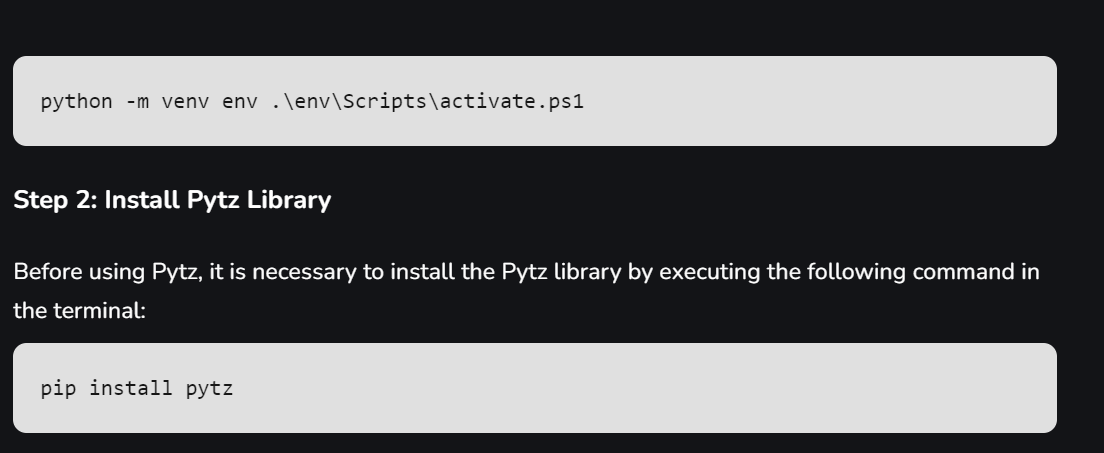 python -m venv env .\env\Scripts\activate.ps1
Step 2: Install Pytz Library
Before using Pytz, it is necessary to install the Pytz library by executing the following command in
the terminal:
pip install pytz